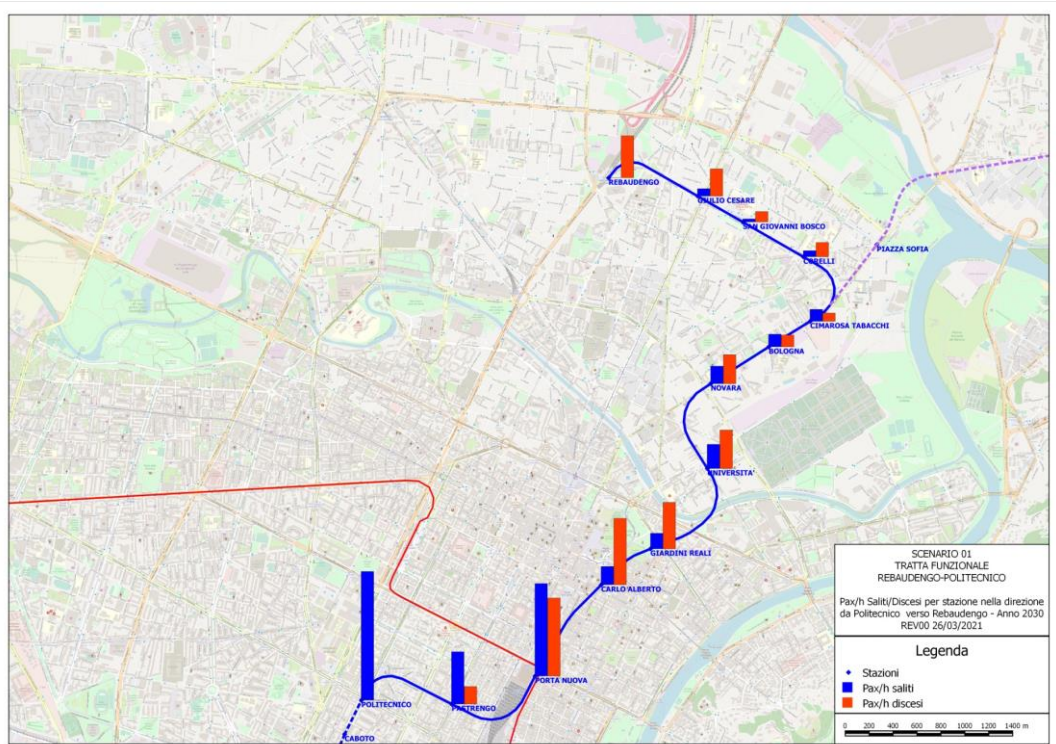 REBAUDENGO
GIULIO CESARE
SAN GIOVANNI BOSCO
CORELLI
PIAZZA SOFIA
CIMAROSA TABACCHI
BOLOGNA
NOVARA
UNIVERSITA'
GIARDINI REALI
CARLO ALBERTO
PORTA NUOVA
PASTRENGO
POLITECNICO
CABOTO
SCENARIO 01
TRATTA FUNZIONALE
REBAUDENGO-POLITECNICO
Pax/h Saliti/Discesi per stazione nella direzione
da Politecnico verso Rebaudengo - Anno 2030
REV00 26/03/2021
Legenda
Stazioni
Pax/h saliti
Pax/h discesi
0 200 400 600 800 1000 1200 1400 m